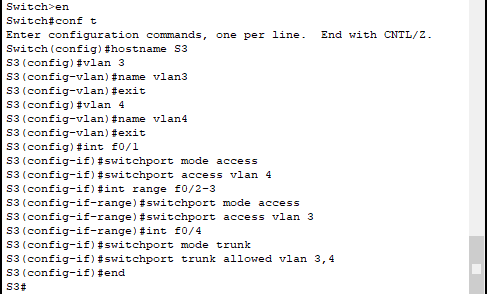 Switch>en
Switch#conf t
Enter configuration commands, one per line.  End with CNTL/Z.
Switch(config)#hostname S3
S3(config)#vlan 3
S3(config-vlan)#name vlan3
S3(config-vlan)#exit
S3(config)#vlan 4
S3(config-vlan)#name vlan4
S3(config-vlan)#exit
S3(config)#int f0/1
S3(config-if)#switchport mode access
S3(config-if)#switchport access vlan 4
S3(config-if)#int range f0/2-3
S3(config-if-range)#switchport mode access
S3(config-if-range)#switchport access vlan 3
S3(config-if-range)#int f0/4
S3(config-if)#switchport mode trunk
S3(config-if)#switchport trunk allowed vlan 3,4
S3(config-if)#end
S3#